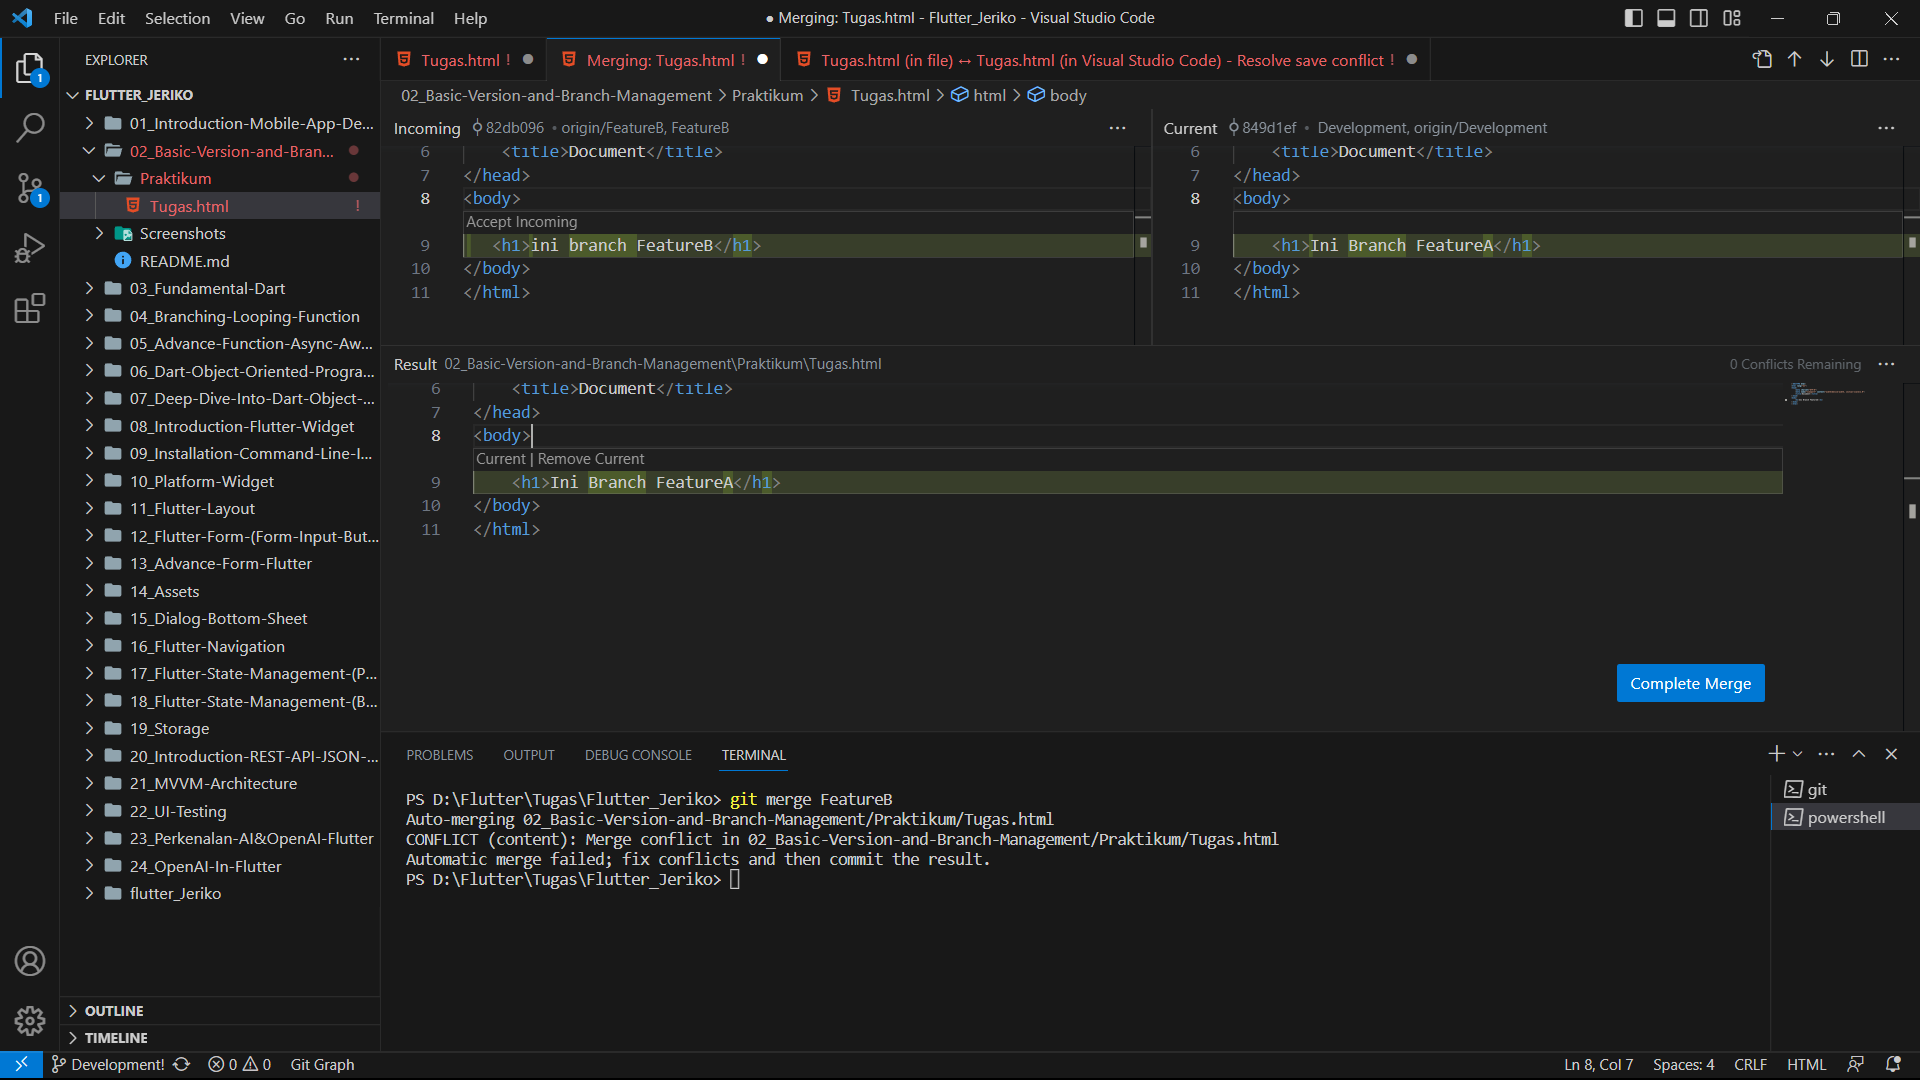 File Edit Selection View Go Run Terminal Help
● Merging: Tugas.html - Flutter_Jeriko - Visual Studio Code
1
1
EXPLORER
FLUTTER_JERIKO
01_Introduction-Mobile-App-De...
02_Basic-Version-and-Bran...
Praktikum
Tugas.html !
Screenshots
README.md
03_Fundamental-Dart
04_Branching-Looping-Function
05_Advance-Function-Async-Aw...
06_Dart-Object-Oriented-Progra...
07_Deep-Dive-Into-Dart-Object-...
08_Introduction-Flutter-Widget
09_Installation-Command-Line-I...
10_Platform-Widget
11_Flutter-Layout
12_Flutter-Form-(Form-Input-But...
13_Advance-Form-Flutter
14_Assets
15_Dialog-Bottom-Sheet
16_Flutter-Navigation
17_Flutter-State-Management-(P...
18_Flutter-State-Management-(B...
19_Storage
20_Introduction-REST-API-JSON-...
21_MVVM-Architecture
22_UI-Testing
23_Perkenalan-AI&OpenAI-Flutter
24_OpenAI-In-Flutter
flutter_Jeriko
OUTLINE
TIMELINE
Tugas.html ! Merging: Tugas.html ! Tugas.html (in file) ↔ Tugas.html (in Visual Studio Code) - Resolve save conflict !
02_Basic-Version-and-Branch-Management > Praktikum > Tugas.html > html > body
Incoming 82db096 • origin/FeatureB, FeatureB
6 <title>Document</title>
7 </head>
8 <body>
Accept Incoming
9 <h1>ini branch FeatureB</h1>
10 </body>
11 </html>
Current 849d1ef • Development, origin/Development
6 <title>Document</title>
7 </head>
8 <body>
9 <h1>Ini Branch FeatureA</h1>
10 </body>
11 </html>
Result 02_Basic-Version-and-Branch-Management\Praktikum\Tugas.html 0 Conflicts Remaining
6 <title>Document</title>
7 </head>
8 <body>
Current | Remove Current
9 <h1>Ini Branch FeatureA</h1>
10 </body>
11 </html>
Complete Merge
PROBLEMS OUTPUT DEBUG CONSOLE TERMINAL
PS D:\Flutter\Tugas\Flutter_Jeriko> git merge FeatureB
Auto-merging 02_Basic-Version-and-Branch-Management/Praktikum/Tugas.html
CONFLICT (content): Merge conflict in 02_Basic-Version-and-Branch-Management/Praktikum/Tugas.html
Automatic merge failed; fix conflicts and then commit the result.
PS D:\Flutter\Tugas\Flutter_Jeriko>
git
powershell
Development! 0 0 Git Graph
Ln 8, Col 7 Spaces: 4 CRLF HTML